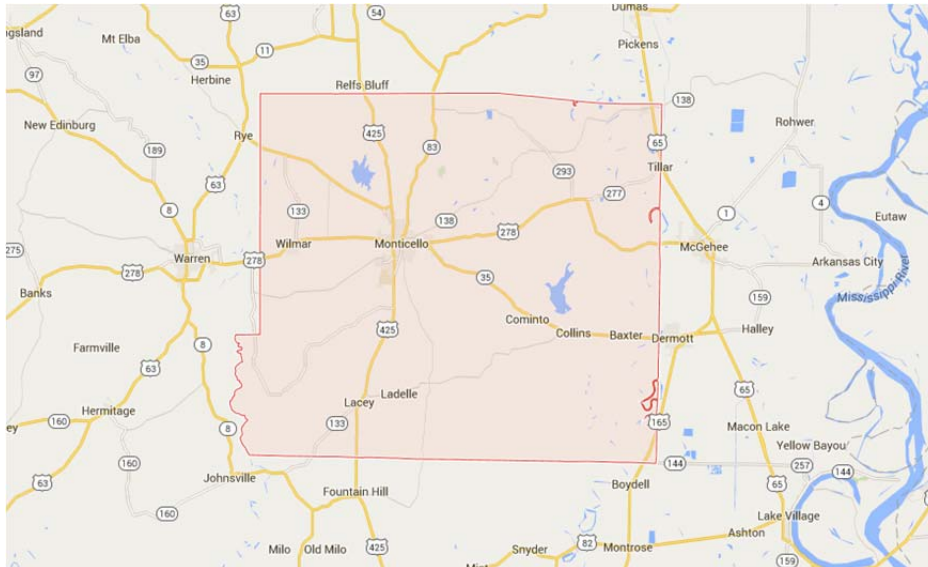 54
Dumas
63
ngsland
Mt Elba
11
Pickens
35
Herbine
97
Relfs Bluff
138
New Edinburg
Rye
425
83
65
Rohwer
189
63
293
Tillar
8
133
277
4
1
138
Eutaw
278
Wilmar
Monticello
McGehee
275
Warren
278
35
Arkansas City
278
Banks
Mississippi River
159
Cominto
425
Collins
Baxter
Dermott
Halley
Farmville
8
63
65
Ladelle
Lacey
Hermitage
ey
160
8
133
165
Macon Lake
Yellow Bayou
160
144
257
144
63
Johnsville
Boydell
65
Fountain Hill
160
Lake Village
Ashton
82
Milo
Old Milo
425
Snyder
Montrose
159